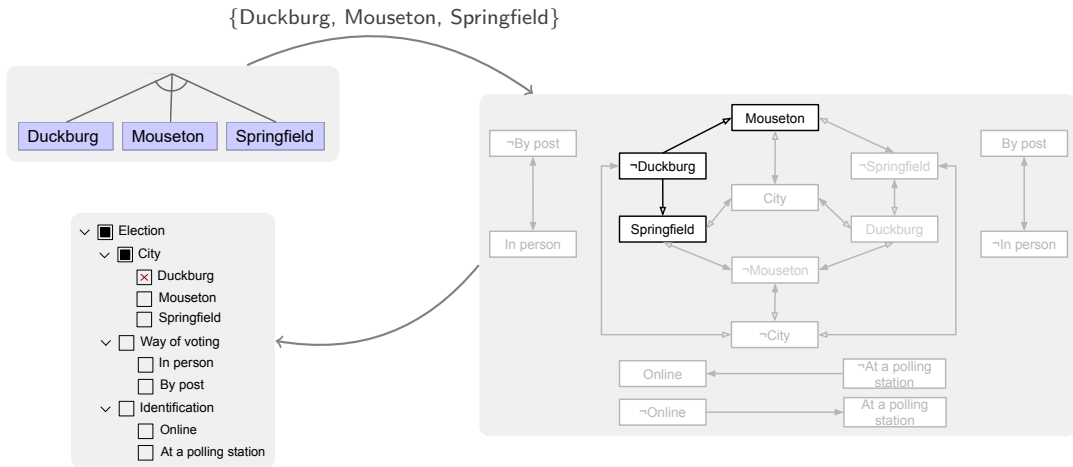 {Duckburg, Mouseton, Springfield}
Duckburg Mouseton Springfield
Mouseton
¬By post
By post
¬Duckburg
¬Springfield
City
Springfield
Duckburg
In person
¬In person
¬Mouseton
¬City
Online
¬At a polling
station
¬Online
At a polling
station
Election
City
Duckburg
Mouseton
Springfield
Way of voting
In person
By post
Identification
Online
At a polling station